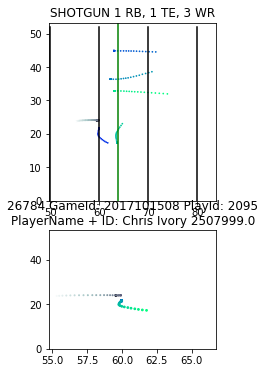 SHOTGUN 1 RB, 1 TE, 3 WR
50
40
30
20
10
0
50 60 70 80
26784 GameId: 2017101508 PlayId: 2095
PlayerName + ID: Chris Ivory 2507999.0
40
20
0
55.0 57.5 60.0 62.5 65.0